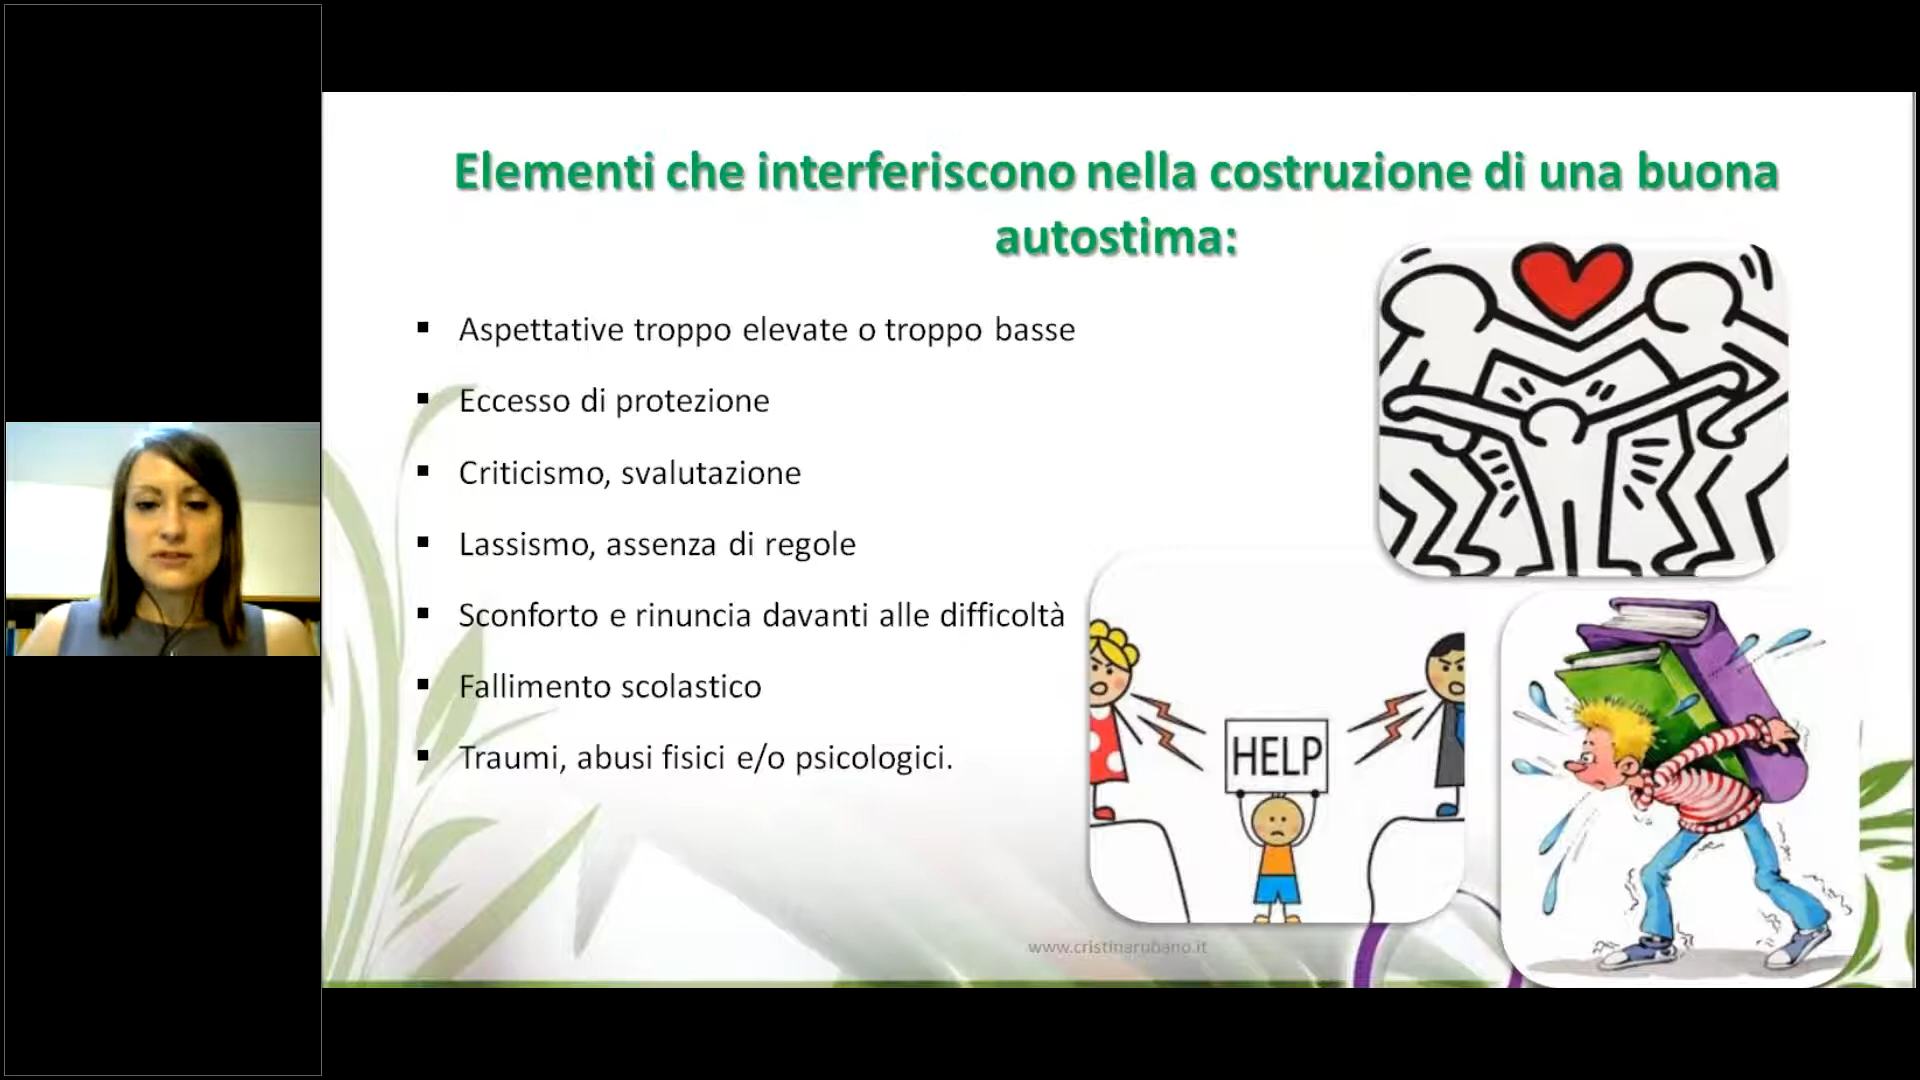 Elementi che interferiscono nella costruzione di una buona
autostima:
Aspettative troppo elevate o troppo basse
Eccesso di protezione
Criticismo, svalutazione
Lassismo, assenza di regole
Sconforto e rinuncia davanti alle difficoltà
Fallimento scolastico
Traumi, abusi fisici e/o psicologici.
HELP
www.cristinarubano.it